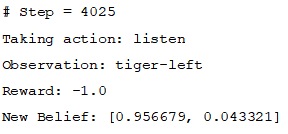 # Step = 4025
Taking action: listen
Observation: tiger-left
Reward: -1.0
New Belief: [0.956679, 0.043321]